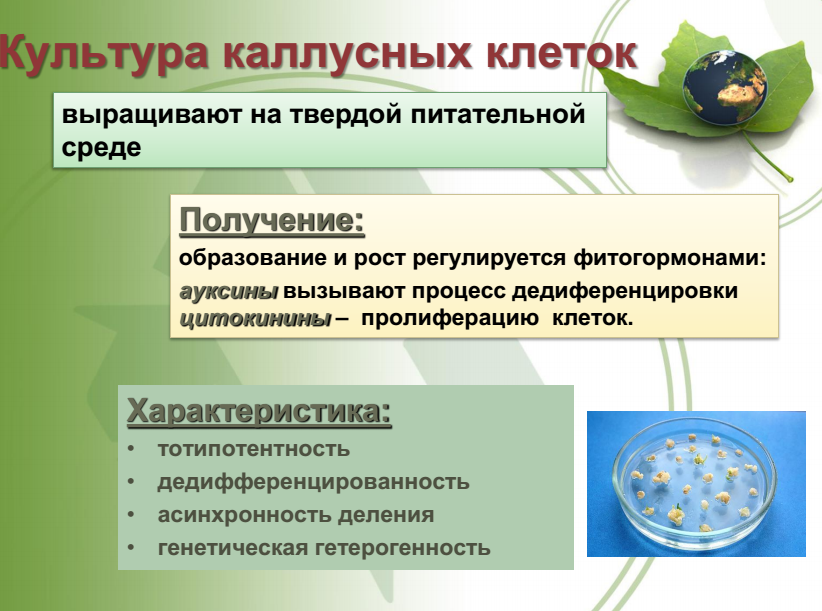 Культура каллусных клеток
выращивают на твердой питательной
среде
Получение:
образование и рост регулируется фитогормонами:
ауксины вызывают процесс дедиференцировки
цитокинины – пролиферацию клеток.
Характеристика:
• тотипотентность
• дедифференцированность
• асинхронность деления
• генетическая гетерогенность